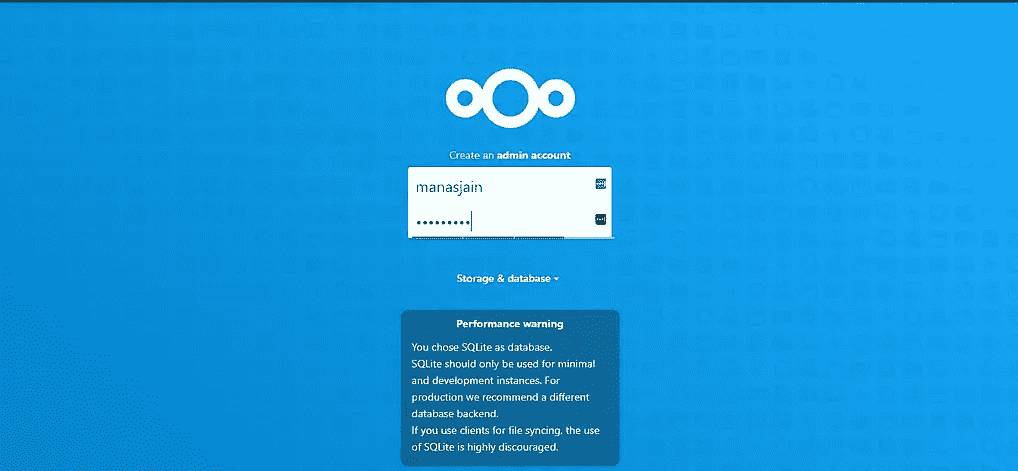 Create an admin account
manasjain
•••••••••
Storage & database
Performance warning
You chose SQLite as database.
SQLite should only be used for minimal
and development instances. For
production we recommend a different
database backend.
If you use clients for file syncing, the use
of SQLite is highly discouraged.